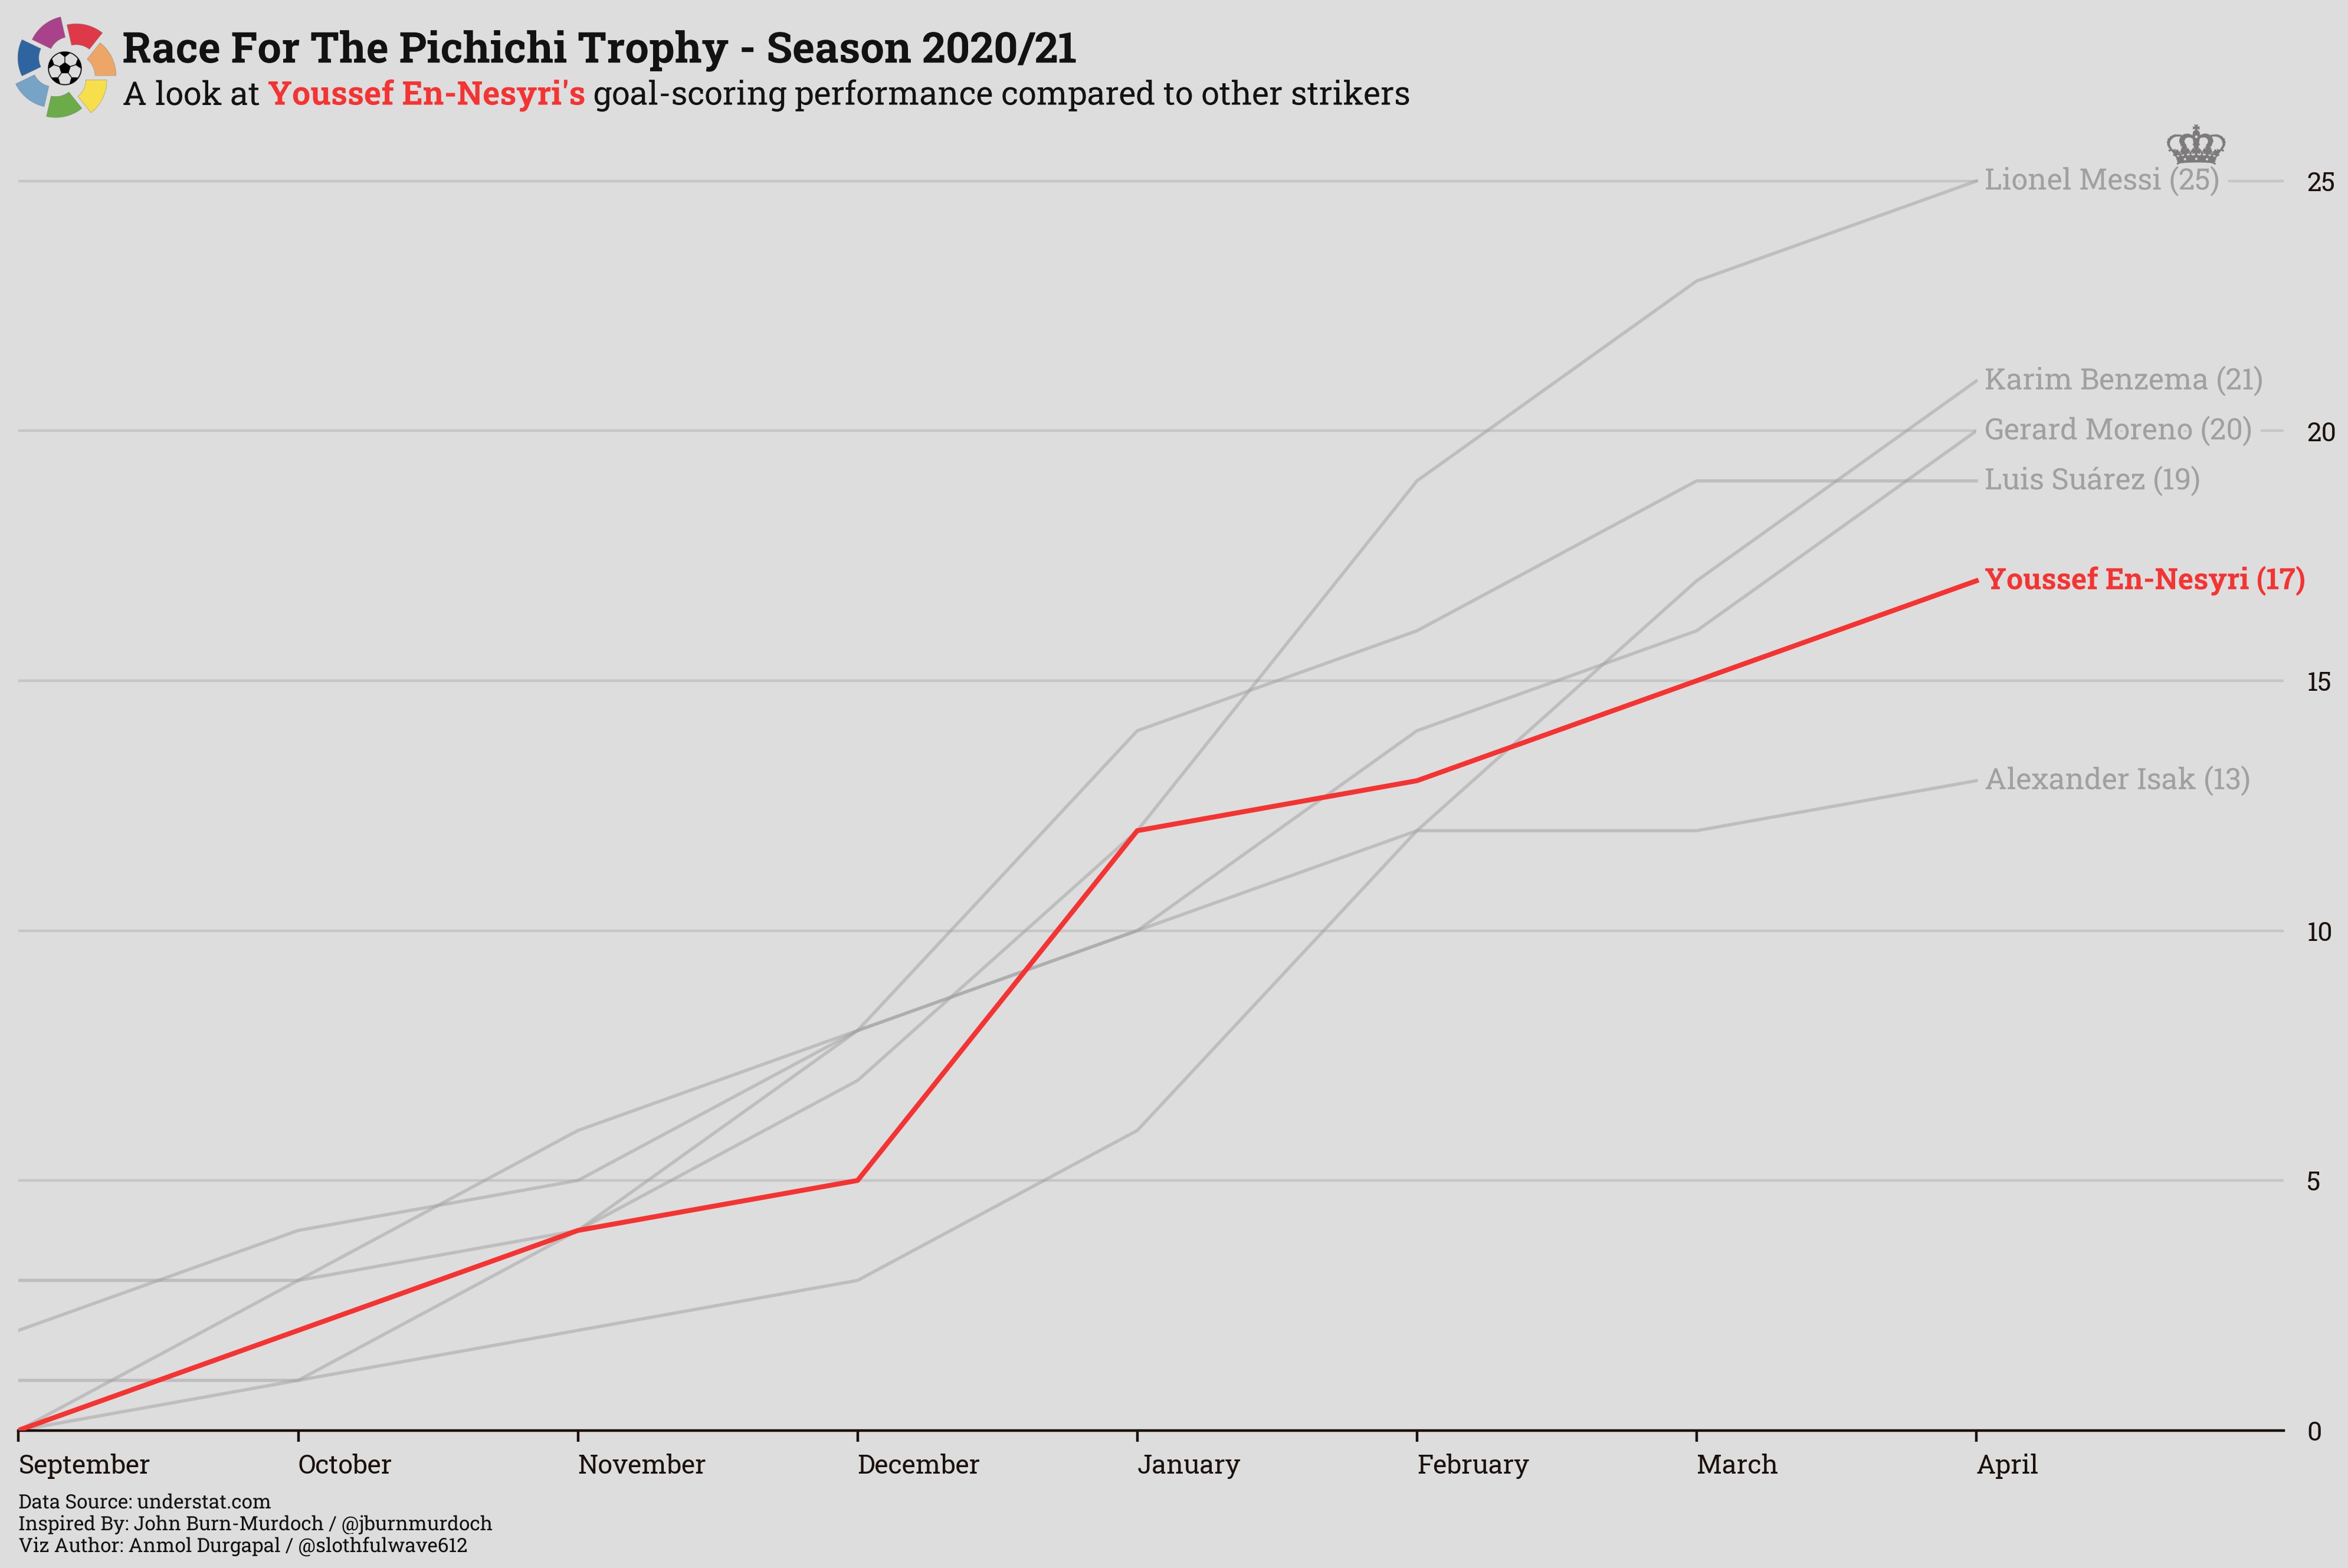 Race For The Pichichi Trophy - Season 2020/21
A look at Youssef En-Nesyri's goal-scoring performance compared to other strikers
Lionel Messi (25)
25
Karim Benzema (21)
Gerard Moreno (20)
20
Luis Suárez (19)
Youssef En-Nesyri (17)
15
Alexander Isak (13)
10
5
0
September October November December January February March April
Data Source: understat.com
Inspired By: John Burn-Murdoch / @jburnmurdoch
Viz Author: Anmol Durgapal / @slothfulwave612